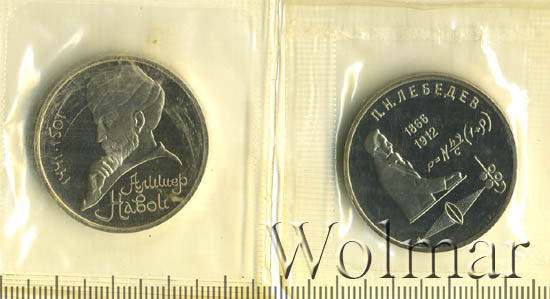 1441-1501
Алишер
Навои
П.Н.ЛЕБЕДЕВ
1866
1912
Wolmar